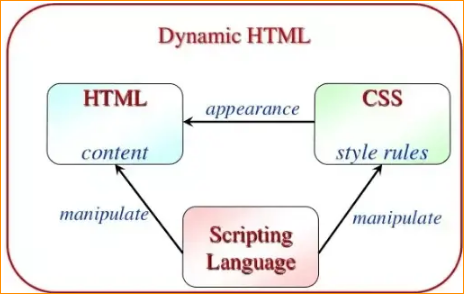 Dynamic HTML
HTML
CSS
appearance
content
style rules
manipulate
manipulate
Scripting
Language